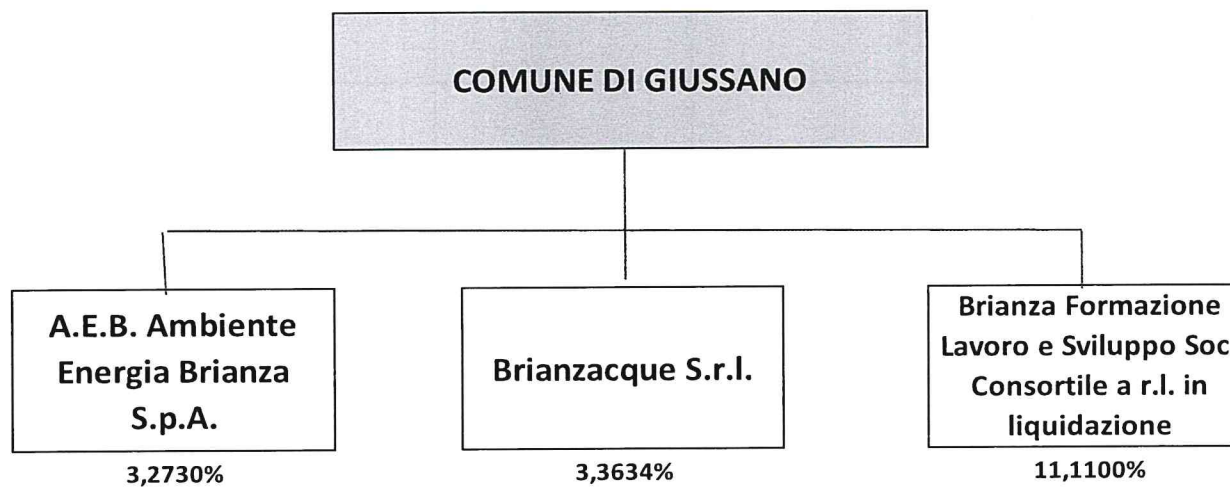 COMUNE DI GIUSSANO
A.E.B. Ambiente
Energia Brianza
S.p.A.
3,2730%
Brianzacque S.r.l.
3,3634%
Brianza Formazione
Lavoro e Sviluppo Soc
Consortile a r.l. in
liquidazione
11,1100%